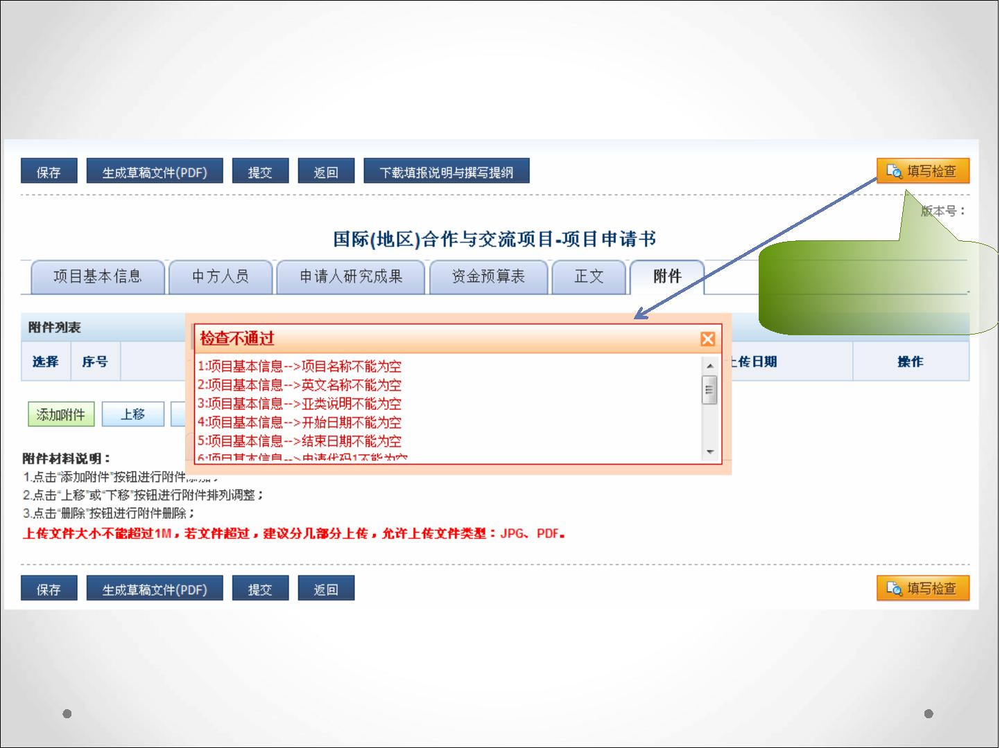 保存 生成草稿文件(PDF) 提交 返回 下载填报说明与撰写提纲 填写检查
版本号：
国际(地区)合作与交流项目-项目申请书
项目基本信息 中方人员 申请人研究成果 资金预算表 正文 附件
附件列表
选择 序号 上传日期 操作
检查不通过
1:项目基本信息-->项目名称不能为空
2:项目基本信息-->英文名称不能为空
3:项目基本信息-->亚类说明不能为空
4:项目基本信息-->开始日期不能为空
5:项目基本信息-->结束日期不能为空
6:项目基本信息-->申请代码1不能为空
添加附件 上移
附件材料说明：
1.点击“添加附件”按钮进行附件添加；
2.点击“上移”或“下移”按钮进行附件排列调整；
3.点击“删除”按钮进行附件删除；
上传文件大小不能超过1M，若文件超过，建议分几部分上传，允许上传文件类型：JPG、PDF。
保存 生成草稿文件(PDF) 提交 返回 填写检查